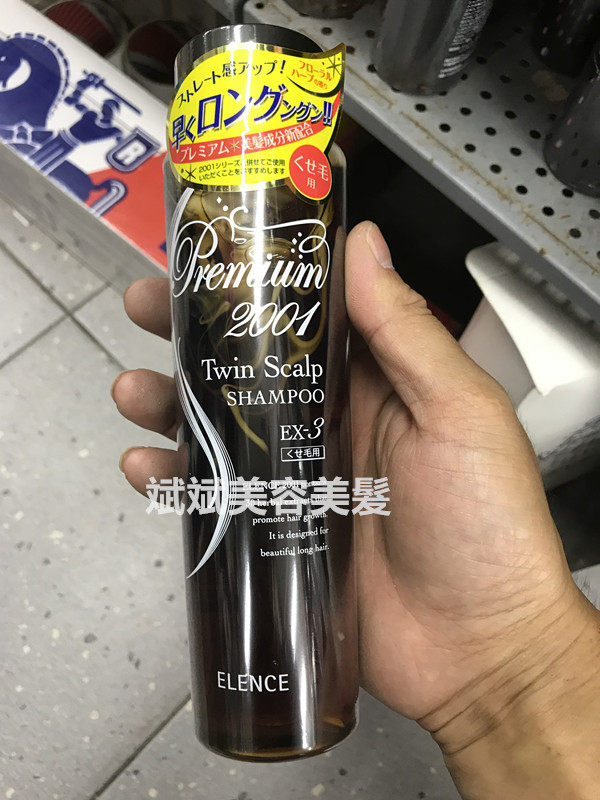 ストレート感アップ!
フローラル
ハーブの香り
早くロングングン!!
プレミアム*美髪成分新配合
2001シリーズと併せてご使用
いただくことをおすすめします
くせ毛
用
Premium
2001
Twin Scalp
SHAMPOO
EX-3
くせ毛用
斌斌美容美髮
herbal extract
promote hair growth.
It is designed for
beautiful long hair.
ELENCE
B